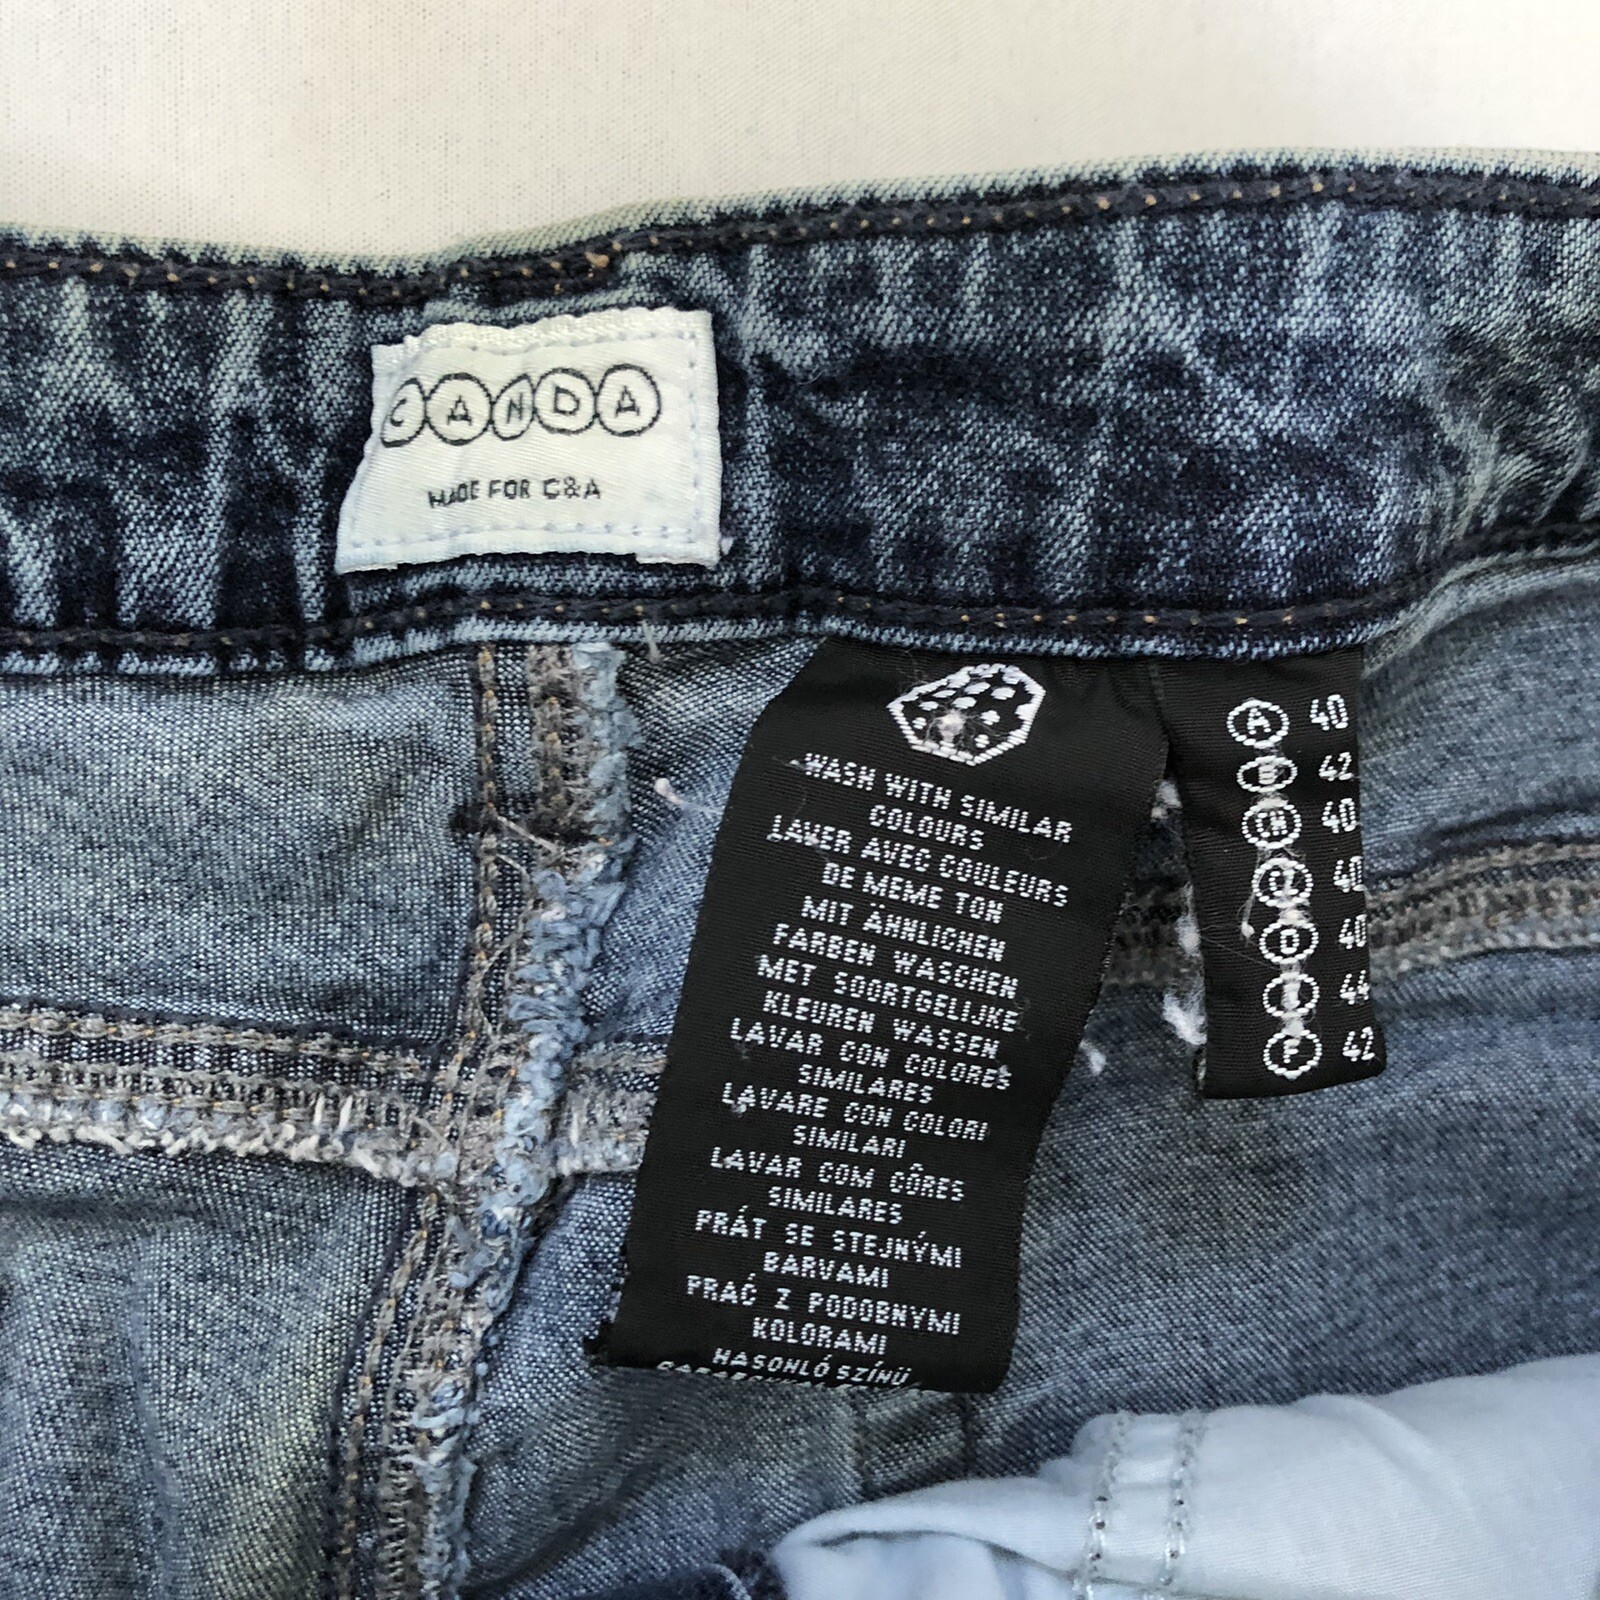 CANDA
MADE FOR C&A
WASH WITH SIMILAR
COLOURS
LAVER AVEC COULEURS
DE MEME TON
MIT ÄHNLICHEN
FARBEN WASCHEN
MET SOORTGELIJKE
KLEUREN WASSEN
LAVAR CON COLORES
SIMILARES
LAVARE CON COLORI
SIMILARI
LAVAR COM CÔRES
SIMILARES
PRÁT SE STEJNÝMI
BARVAMI
PRAĆ Z PODOBNYMI
KOLORAMI
HASONLÓ SZÍNŰ
A 40
B 42
CH 40
CZ 40
D 40
E 44
F 42